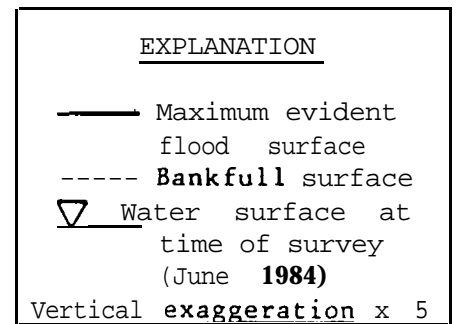 EXPLANATION
Maximum evident
flood surface
----- Bankfull surface
Water surface at
time of survey
(June 1984)
Vertical exaggeration x 5